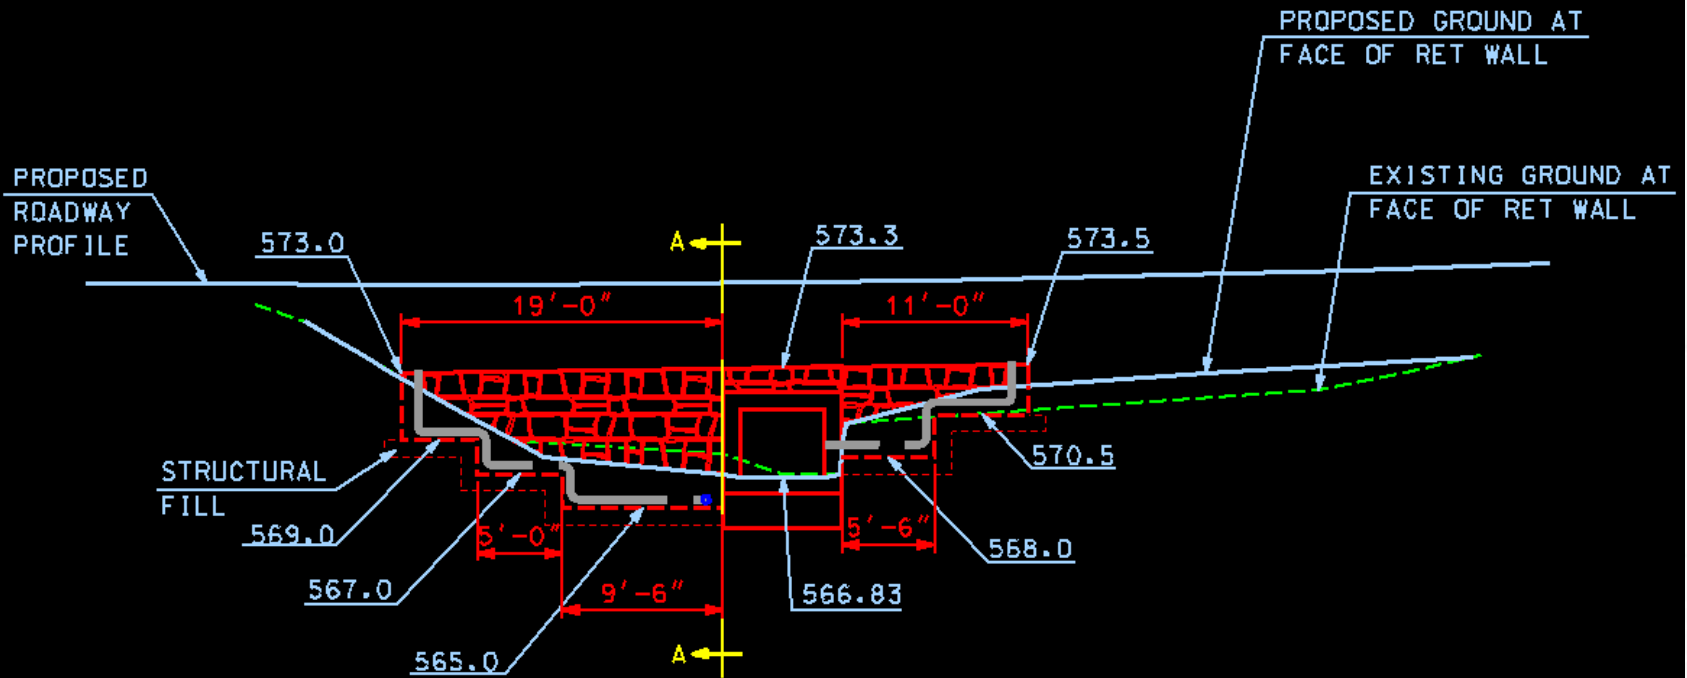 PROPOSED GROUND AT
FACE OF RET WALL
PROPOSED
ROADWAY
PROFILE
EXISTING GROUND AT
FACE OF RET WALL
573.0
A
573.3
573.5
19'-0"
11'-0"
STRUCTURAL
FILL
570.5
569.0
5'-0"
5'-6"
568.0
567.0
9'-6"
566.83
565.0
A